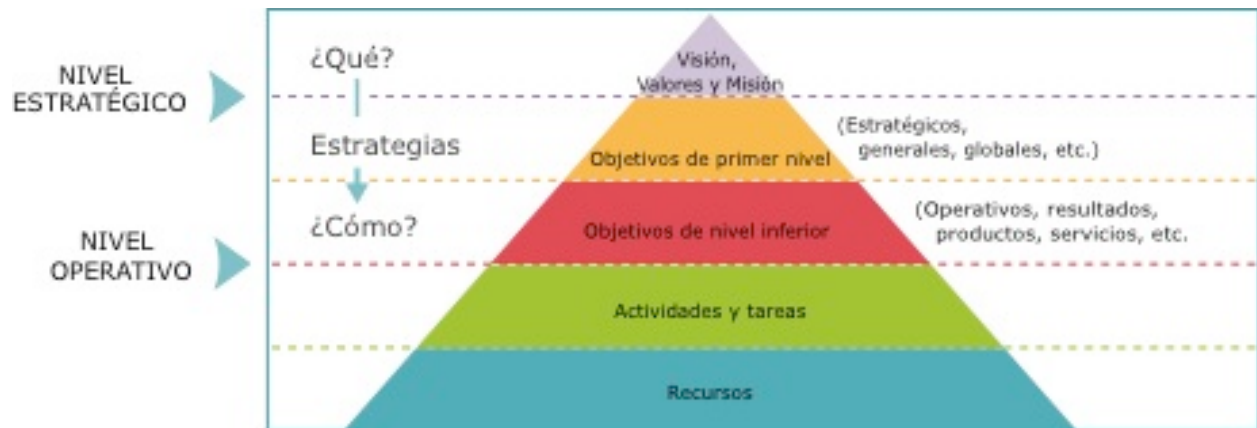 NIVEL
ESTRATÉGICO
¿Qué?
Estrategias
¿Cómo?
NIVEL
OPERATIVO
Visión,
Valores y Misión
Objetivos de primer nivel
(Estratégicos,
generales, globales, etc.)
Objetivos de nivel inferior
(Operativos, resultados,
productos, servicios, etc.
Actividades y tareas
Recursos